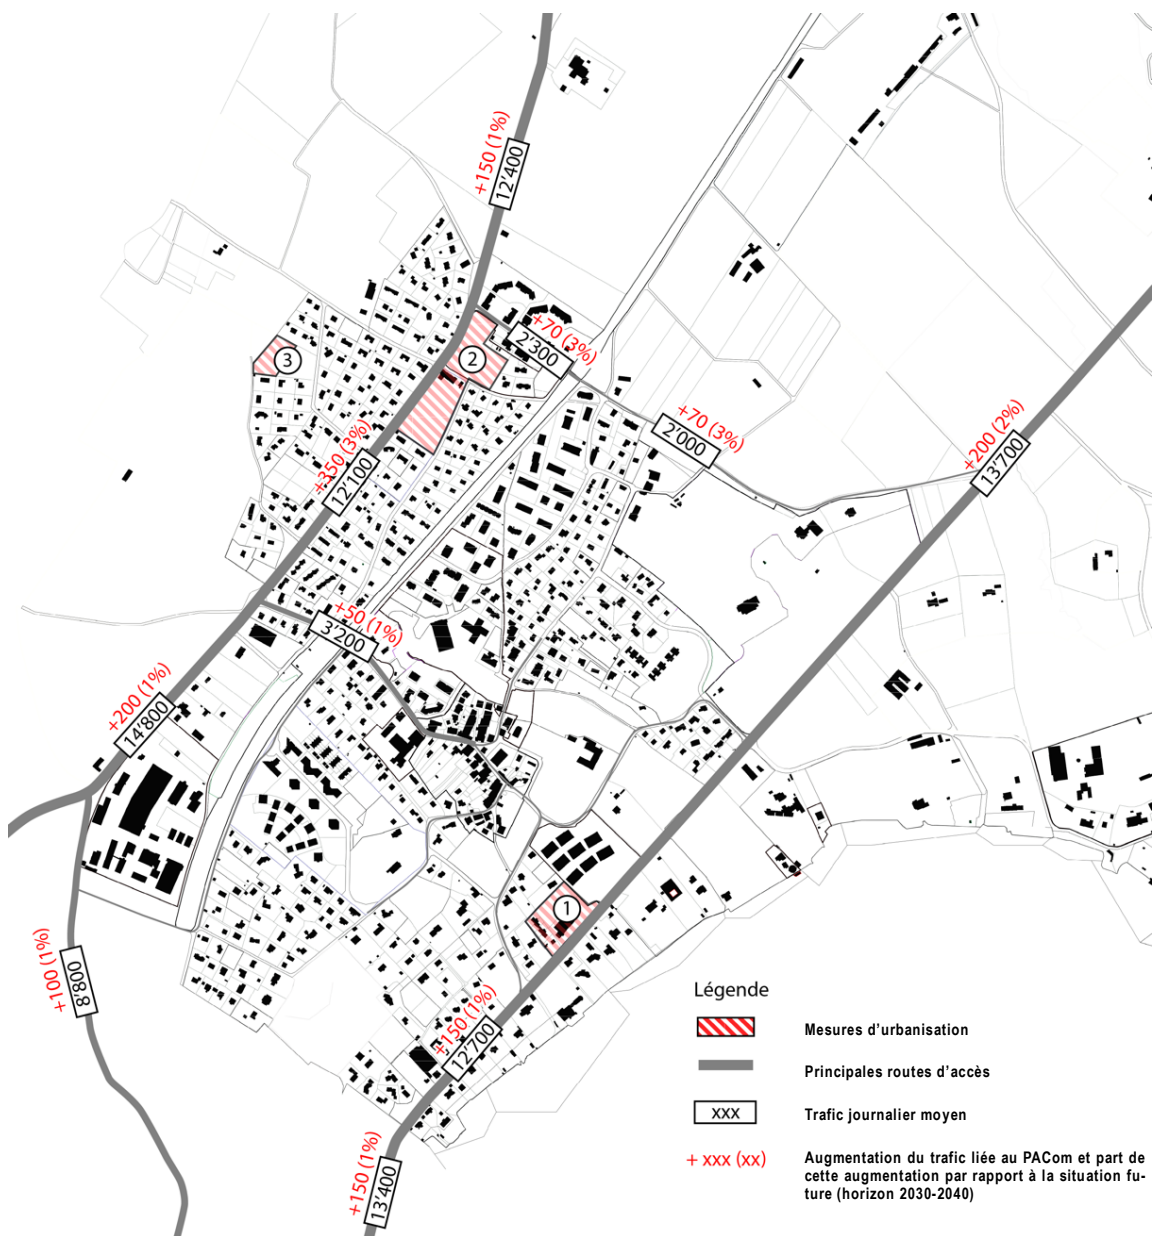 +150 (1%)
12'400
+70 (3%)
2'300
3
2
+70 (3%)
2'000
+200 (2%)
13'700
+350 (3%)
12'100
+50 (1%)
3'200
+200 (1%)
14'800
1
+100 (1%)
8'800
+150 (1%)
12'700
+150 (1%)
13'400
Légende
Mesures d'urbanisation
Principales routes d'accès
xxx
Trafic journalier moyen
+ xxx (xx)
Augmentation du trafic liée au PACom et part de
cette augmentation par rapport à la situation fu-
ture (horizon 2030-2040)